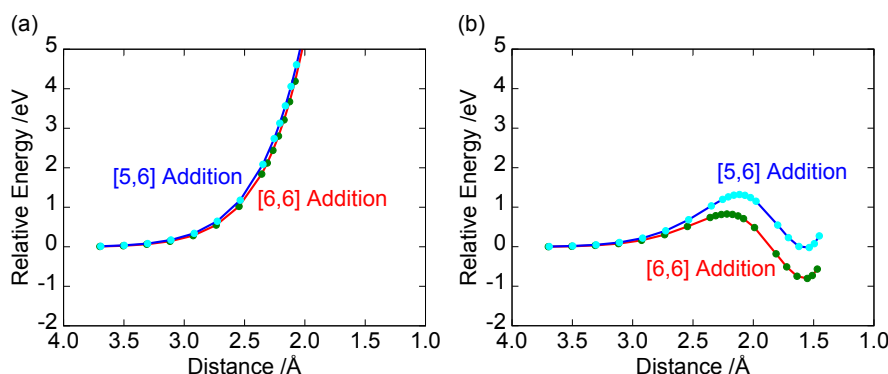 (a)
5
4
3
2
1
0
-1
-2
Relative Energy /eV
[5,6] Addition
[6,6] Addition
4.0 3.5 3.0 2.5 2.0 1.5 1.0
Distance /Å
(b)
5
4
3
2
1
0
-1
-2
Relative Energy /eV
[5,6] Addition
[6,6] Addition
4.0 3.5 3.0 2.5 2.0 1.5 1.0
Distance /Å